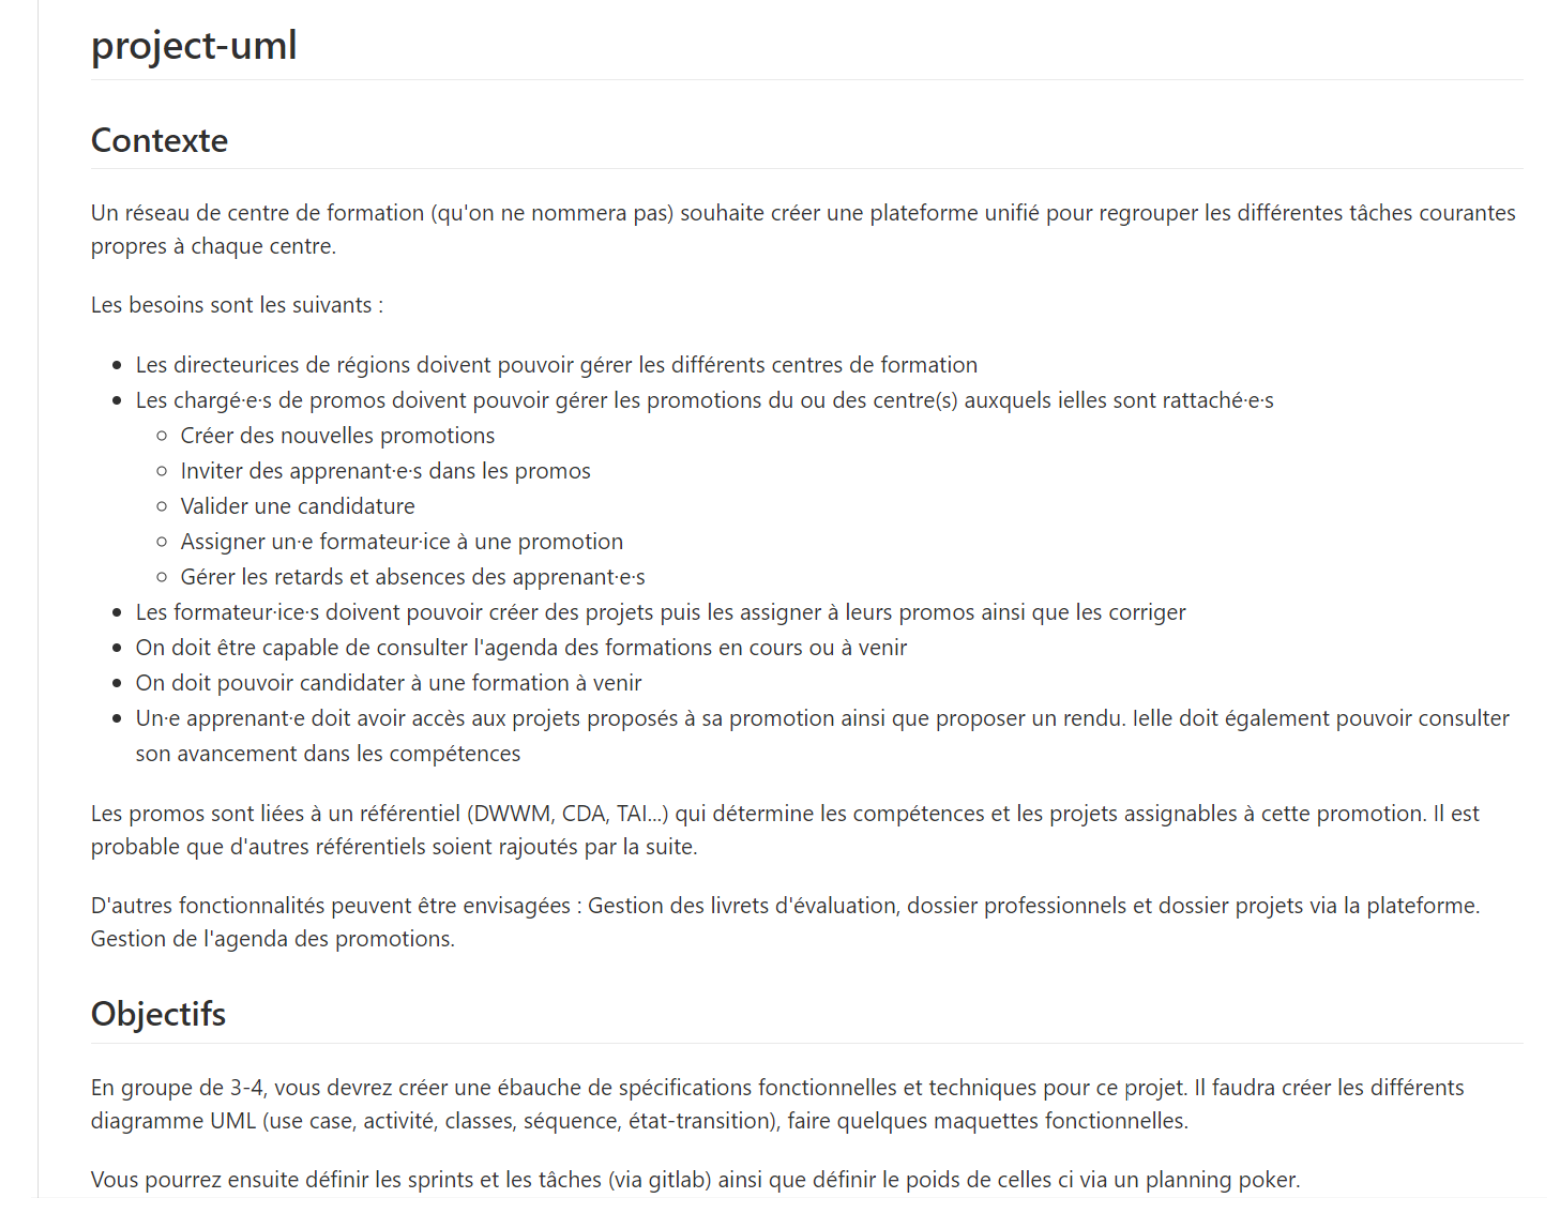 project-uml
Contexte
Un réseau de centre de formation (qu'on ne nommera pas) souhaite créer une plateforme unifié pour regrouper les différentes tâches courantes
propres à chaque centre.
Les besoins sont les suivants :
• Les directeurices de régions doivent pouvoir gérer les différents centres de formation
• Les chargé·e·s de promos doivent pouvoir gérer les promotions du ou des centre(s) auxquels ielles sont rattaché·e·s
◦ Créer des nouvelles promotions
◦ Inviter des apprenant·e·s dans les promos
◦ Valider une candidature
◦ Assigner un·e formateur·ice à une promotion
◦ Gérer les retards et absences des apprenant·e·s
• Les formateur·ice·s doivent pouvoir créer des projets puis les assigner à leurs promos ainsi que les corriger
• On doit être capable de consulter l'agenda des formations en cours ou à venir
• On doit pouvoir candidater à une formation à venir
• Un·e apprenant·e doit avoir accès aux projets proposés à sa promotion ainsi que proposer un rendu. Ielle doit également pouvoir consulter
son avancement dans les compétences
Les promos sont liées à un référentiel (DWWM, CDA, TAI...) qui détermine les compétences et les projets assignables à cette promotion. Il est
probable que d'autres référentiels soient rajoutés par la suite.
D'autres fonctionnalités peuvent être envisagées : Gestion des livrets d'évaluation, dossier professionnels et dossier projets via la plateforme.
Gestion de l'agenda des promotions.
Objectifs
En groupe de 3-4, vous devrez créer une ébauche de spécifications fonctionnelles et techniques pour ce projet. Il faudra créer les différents
diagramme UML (use case, activité, classes, séquence, état-transition), faire quelques maquettes fonctionnelles.
Vous pourrez ensuite définir les sprints et les tâches (via gitlab) ainsi que définir le poids de celles ci via un planning poker.